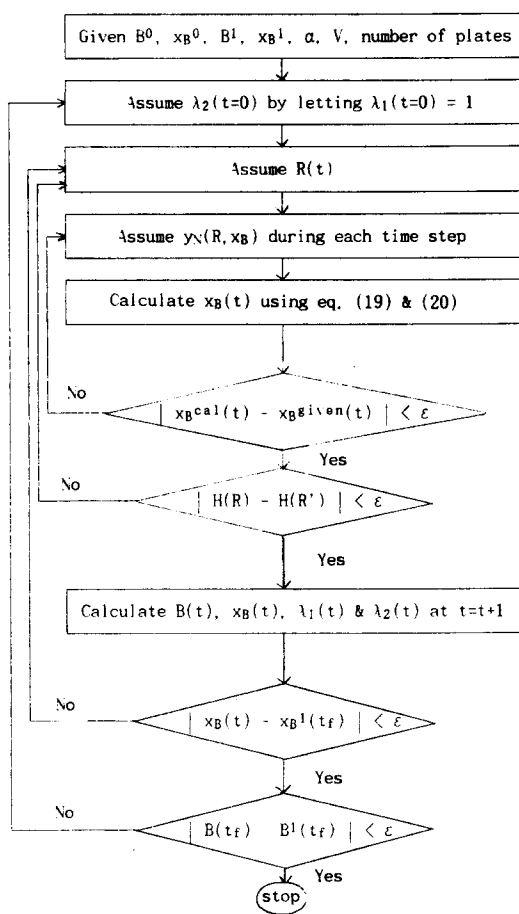 Given B⁰, x_B⁰, B¹, x_B¹, α, V, number of plates
Assume λ₂(t=0) by letting λ₁(t=0) = 1
Assume R(t)
Assume y_N(R,x_B) during each time step
Calculate x_B(t) using eq. (19) & (20)
No
| x_B^cal(t) - x_B^given(t) | < ε
Yes
No
| H(R) - H(R') | < ε
Yes
Calculate B(t), x_B(t), λ₁(t) & λ₂(t) at t=t+1
No
| x_B(t) - x_B¹(t_f) | < ε
Yes
No
| B(t_f) B¹(t_f) | < ε
Yes
stop